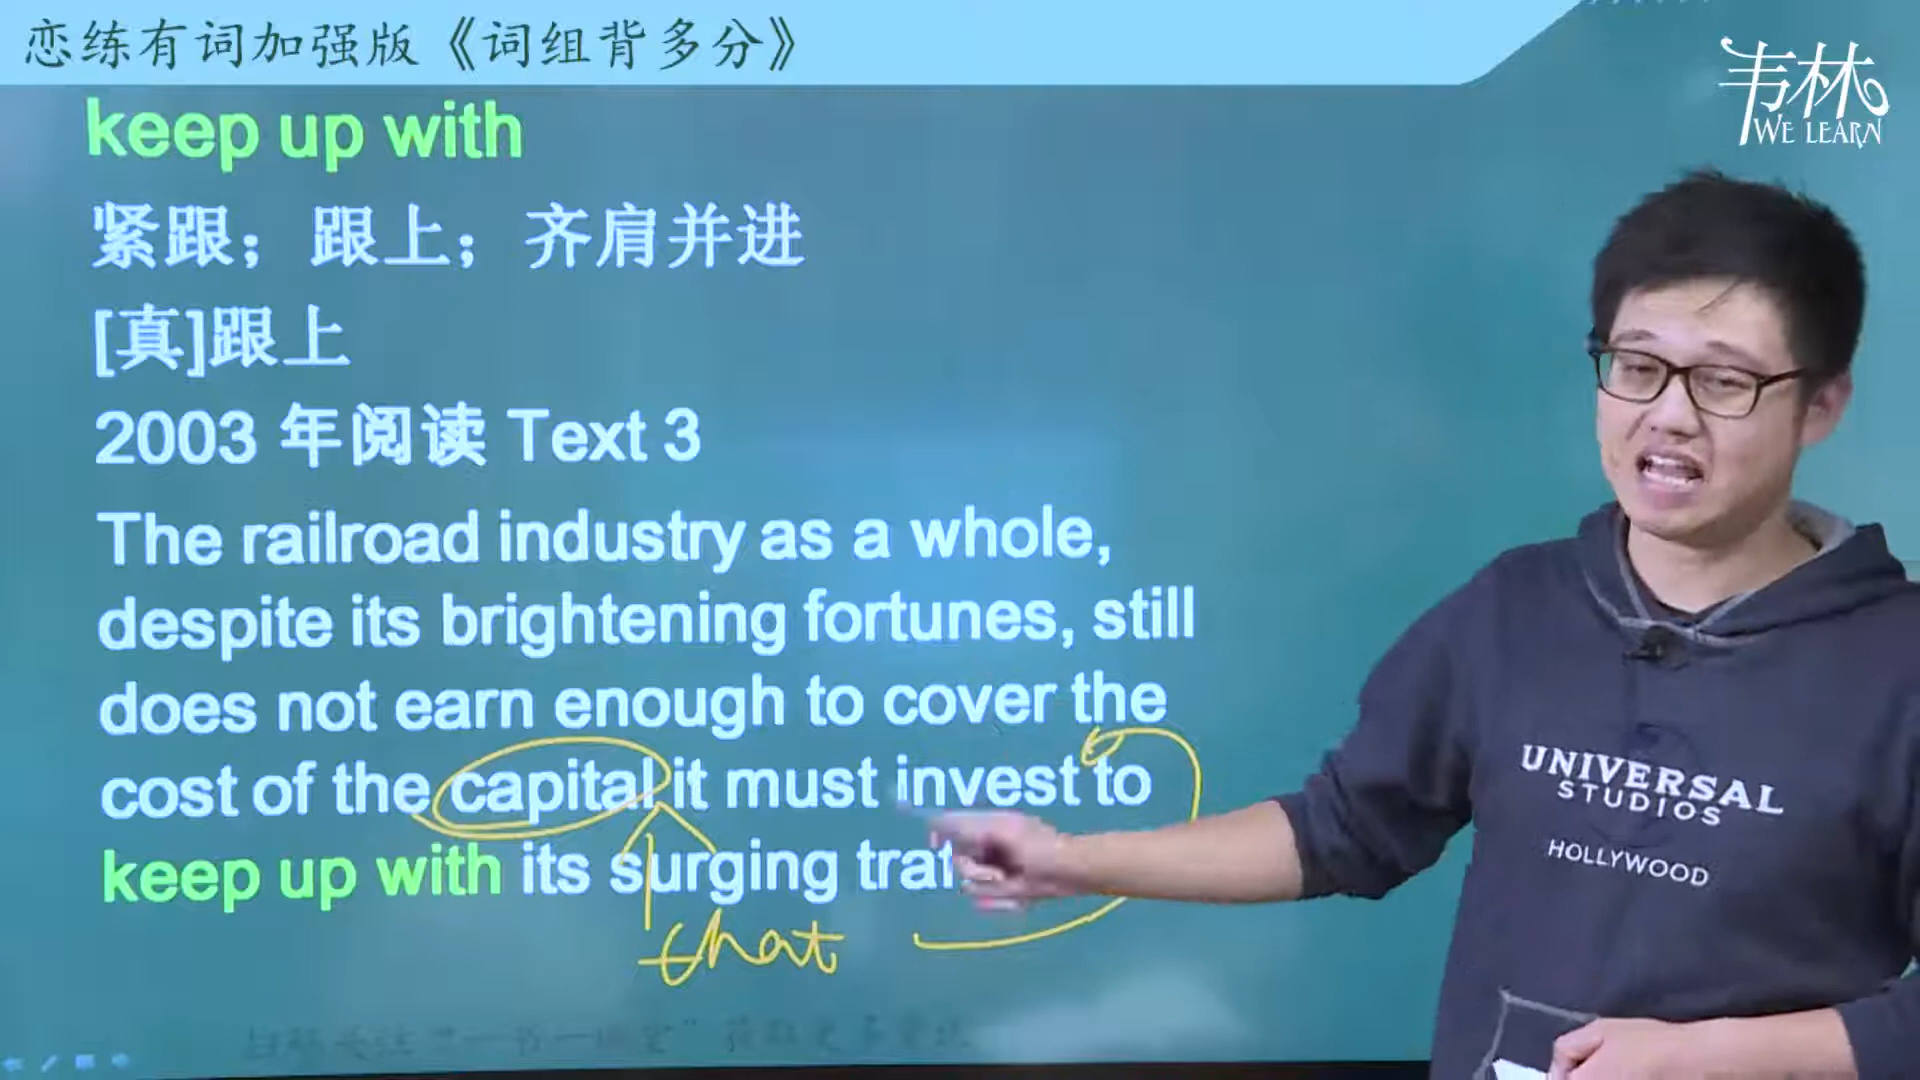 恋练有词加强版《词组背多分》
韦林
WE LEARN
keep up with
紧跟；跟上；齐肩并进
[真]跟上
2003 年阅读 Text 3
The railroad industry as a whole,
despite its brightening fortunes, still
does not earn enough to cover the
cost of the capital it must invest to
keep up with its surging
that
UNIVERSAL
STUDIOS
HOLLYWOOD